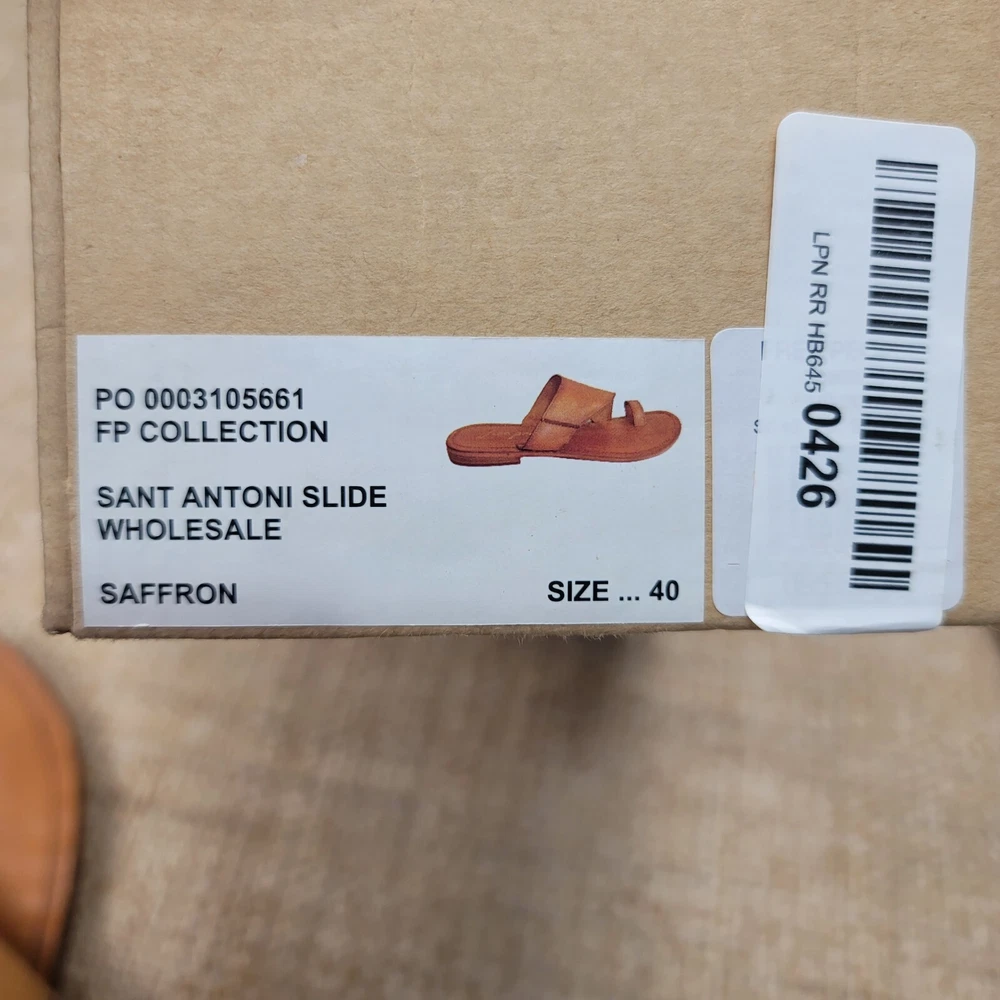 PO 0003105661
FP COLLECTION
SANT ANTONI SLIDE
WHOLESALE
SAFFRON
SIZE ... 40
LPN RR HB645 0426